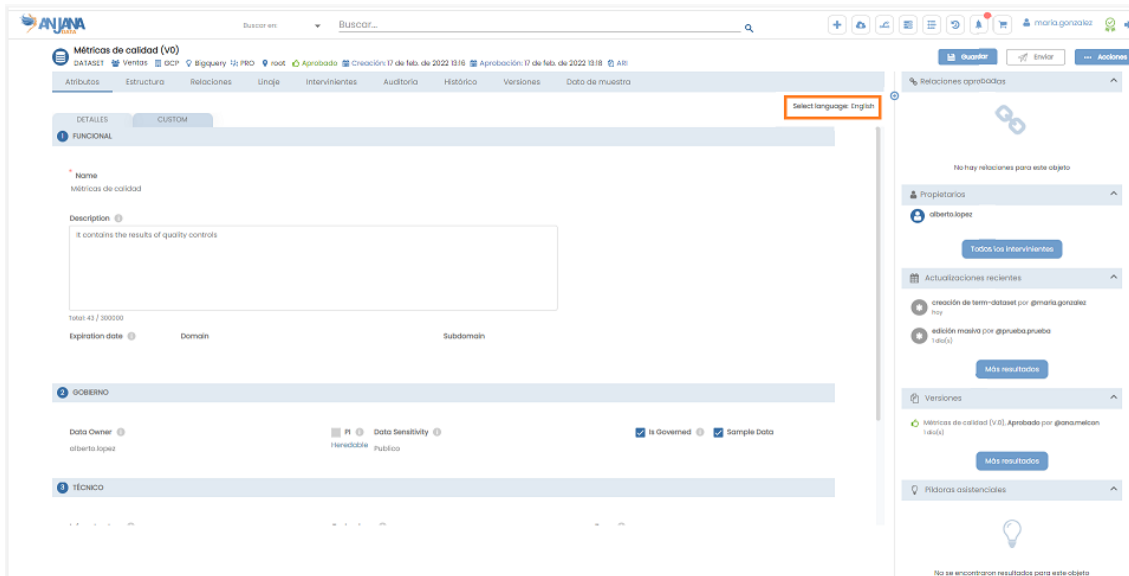 ANJANA
DATA
Buscar en
Buscar...
maria.gonzalez
Métricas de calidad (V0)
DATASET Ventas GCP Bigquery PRO root Aprobado Creación: 17 de feb. de 2022 13:16 Aprobación: 17 de feb. de 2022 13:18 ARI
Guardar
Enviar
... Acciones
Atributos Estructura Relaciones Linaje Intervinientes Auditoría Histórico Versiones Dato de muestra
Select language: English
DETALLES CUSTOM
1 FUNCIONAL
* Name
Métricas de calidad
Description
It contains the results of quality controls
Total: 43 / 300000
Expiration date Domain Subdomain
2 GOBIERNO
Data Owner PI Data Sensitivity Is Governed Sample Data
alberto.lopez Heredable Publico
3 TÉCNICO
Relaciones aprobadas
No hay relaciones para este objeto
Propietarios
alberto.lopez
Todos los intervinientes
Actualizaciones recientes
creación de term-dataset por @maria.gonzalez
hoy
edición masiva por @prueba.prueba
1 día(s)
Más resultados
Versiones
Métricas de calidad (V.0), Aprobado por @ana.melcon
1 día(s)
Más resultados
Píldoras asistenciales
No se encontraron resultados para este objeto